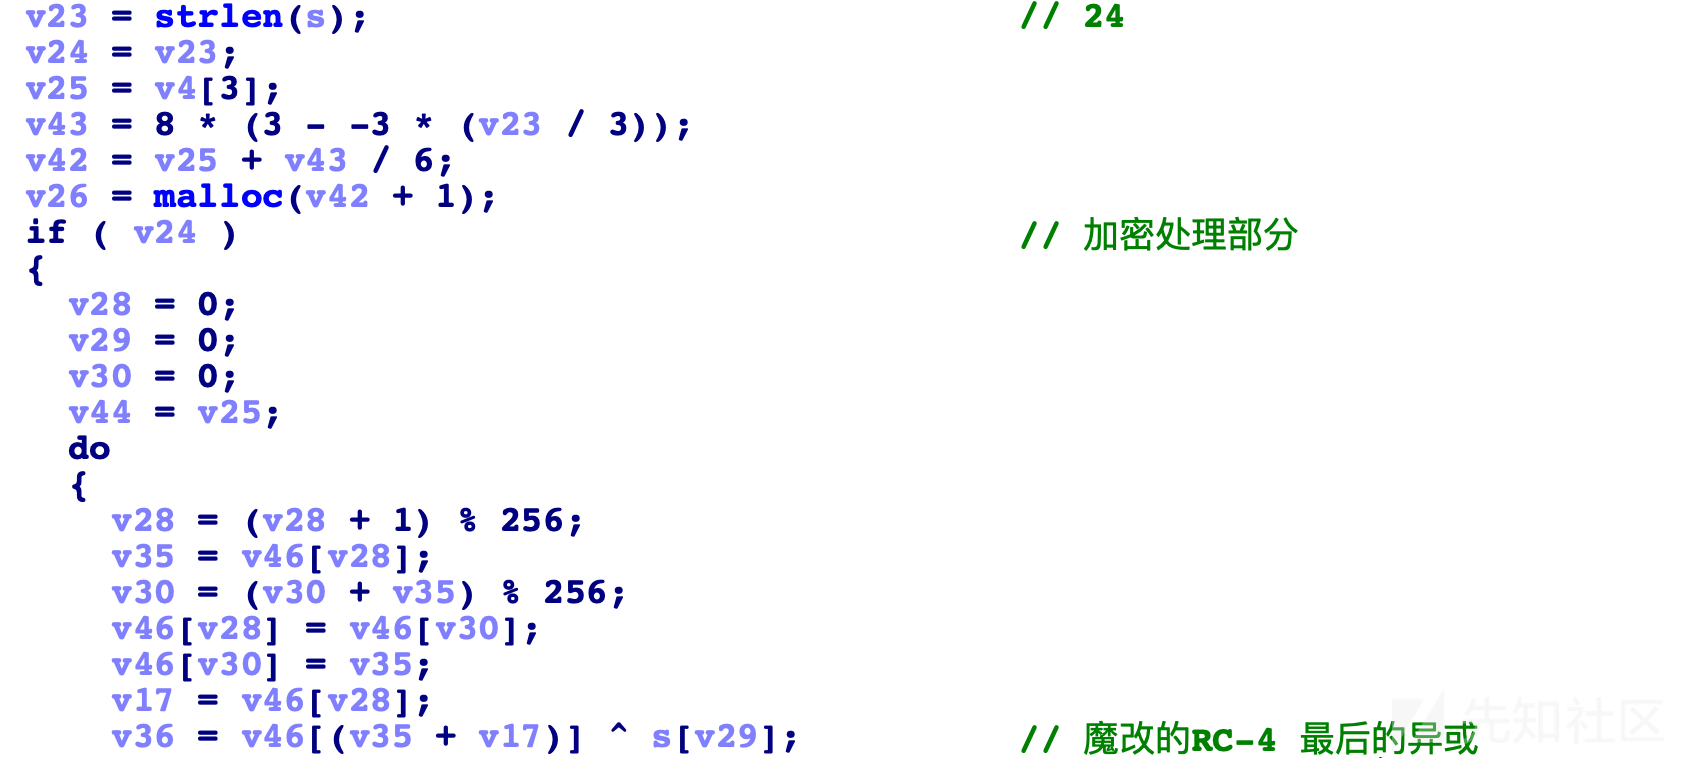 v23 = strlen(s); // 24
v24 = v23;
v25 = v4[3];
v43 = 8 * (3 - -3 * (v23 / 3));
v42 = v25 + v43 / 6;
v26 = malloc(v42 + 1);
if ( v24 ) // 加密处理部分
{
v28 = 0;
v29 = 0;
v30 = 0;
v44 = v25;
do
{
v28 = (v28 + 1) % 256;
v35 = v46[v28];
v30 = (v30 + v35) % 256;
v46[v28] = v46[v30];
v46[v30] = v35;
v17 = v46[v28];
v36 = v46[(v35 + v17)] ^ s[v29]; // 魔改的RC-4 最后的异或
先知社区